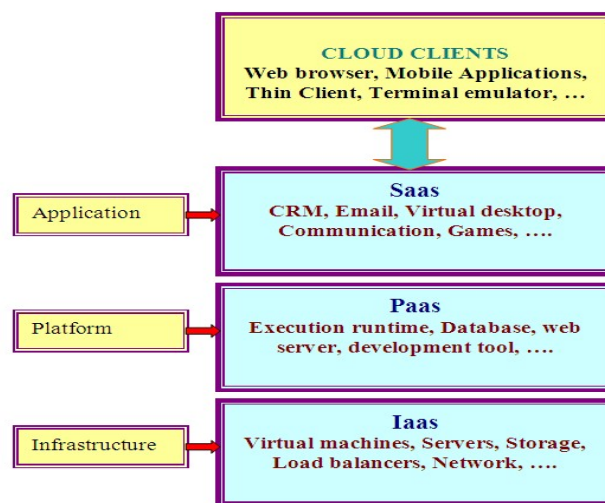 CLOUD CLIENTS
Web browser, Mobile Applications,
Thin Client, Terminal emulator, ...
Application
Saas
CRM, Email, Virtual desktop,
Communication, Games, ....
Platform
Paas
Execution runtime, Database, web
server, development tool, ....
Infrastructure
Iaas
Virtual machines, Servers, Storage,
Load balancers, Network, ....